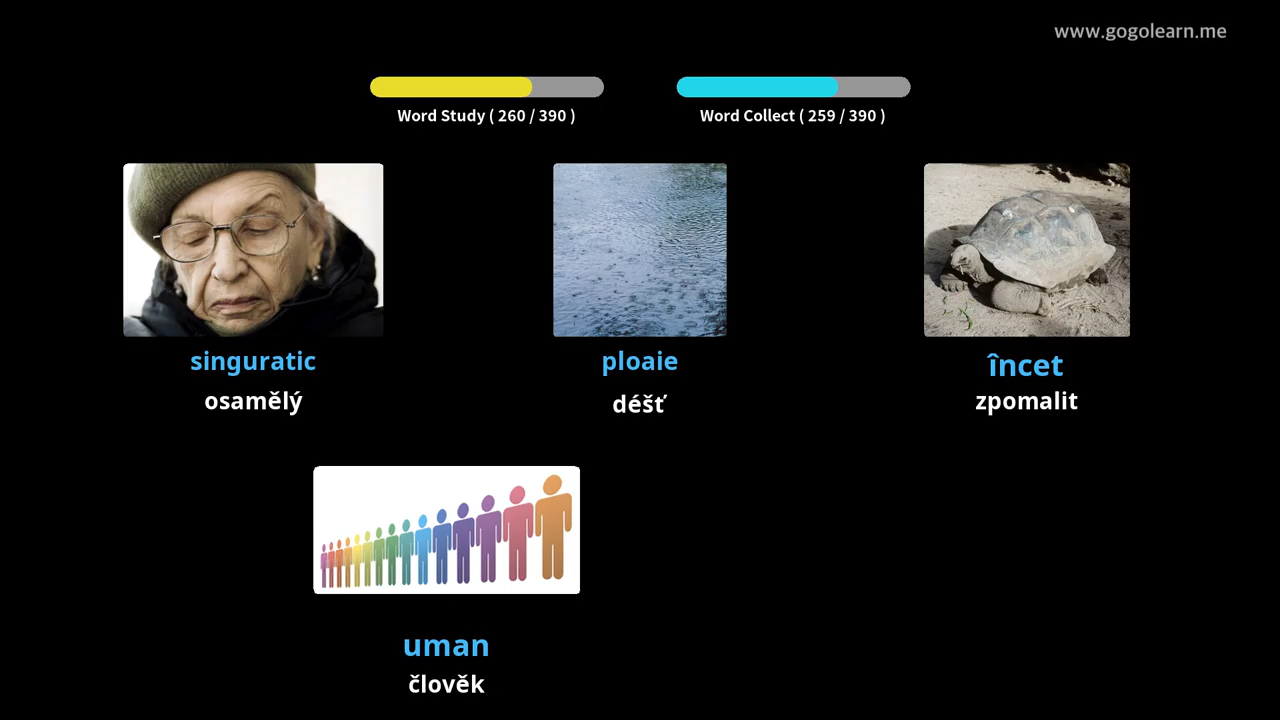 www.gogolearn.me
Word Study ( 260 / 390 )
Word Collect ( 259 / 390 )
singuratic
osamělý
ploaie
déšť
încet
zpomalit
uman
člověk